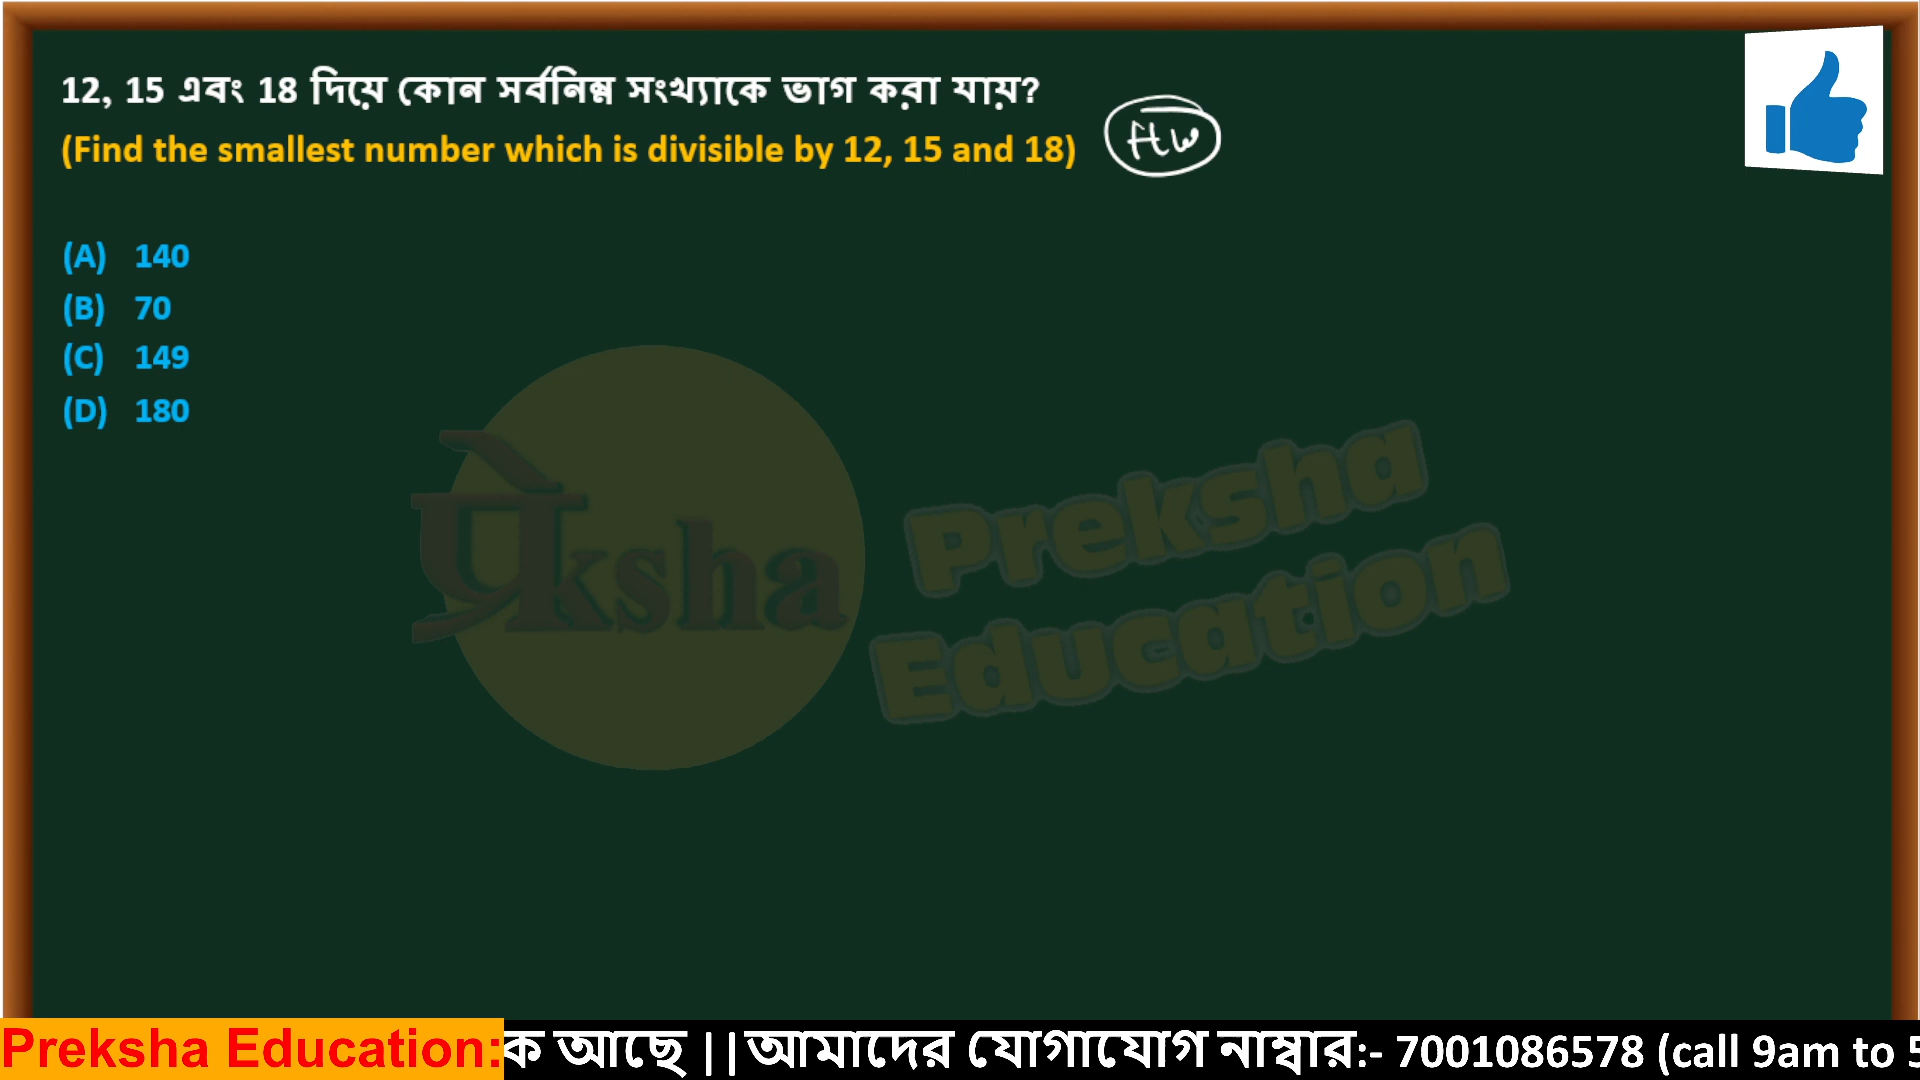 12, 15 এবং 18 দিয়ে কোন সর্বনিম্ন সংখ্যাকে ভাগ করা যায়?
(Find the smallest number which is divisible by 12, 15 and 18)
HW
(A) 140
(B) 70
(C) 149
(D) 180
प्रेksha
Preksha
Education
Preksha Education:ক আছে ||আমাদের যোগাযোগ নাম্বার:- 7001086578 (call 9am to 5